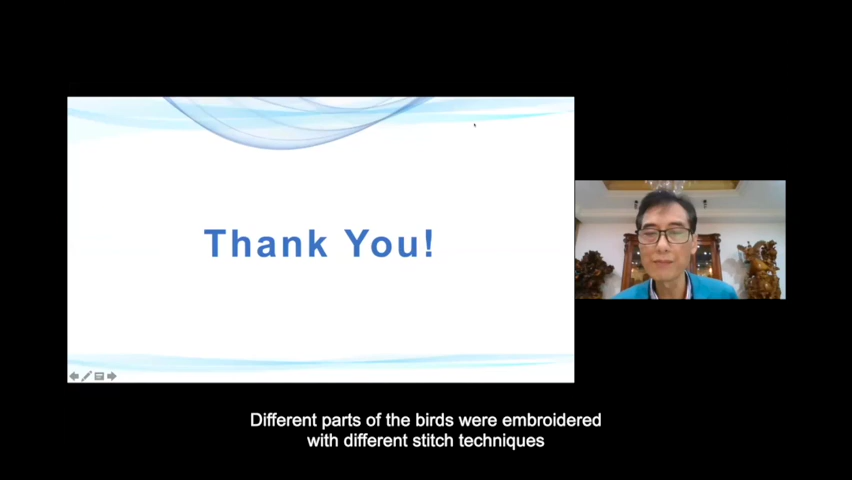 Thank You!
Different parts of the birds were embroidered
with different stitch techniques